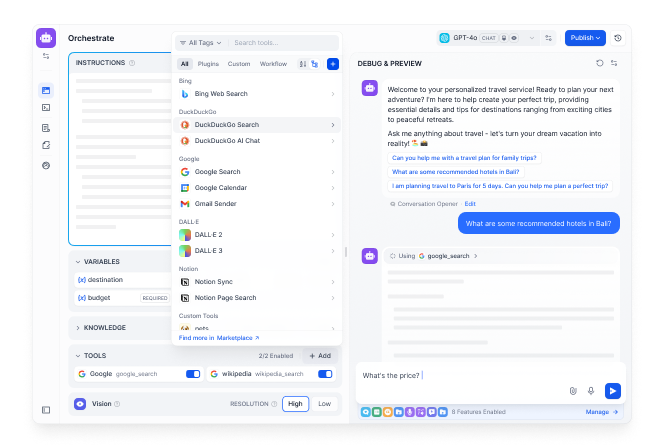 Orchestrate
INSTRUCTIONS
All Tags
Search tools...
All
Plugins
Custom
Workflow
Bing
Bing Web Search
DuckDuckGo
DuckDuckGo Search
DuckDuckGo AI Chat
Google
Google Search
Google Calendar
Gmail Sender
DALL-E
DALL-E 2
DALL-E 3
Notion
Notion Sync
Notion Page Search
Custom Tools
pets
Find more in Marketplace
VARIABLES
{x} destination
{x} budget
REQUIRED
KNOWLEDGE
TOOLS
2/2 Enabled
+ Add
Google google_search
wikipedia wikipedia_search
Vision
RESOLUTION
High
Low
GPT-4o
CHAT
Publish
DEBUG & PREVIEW
Welcome to your personalized travel service! Ready to plan your next
adventure? I'm here to help create your perfect trip, providing
essential details and tips for destinations ranging from exciting cities
to peaceful retreats.
Ask me anything about travel – let's turn your dream vacation into
reality!
Can you help me with a travel plan for family trips?
What are some recommended hotels in Bali?
I am planning travel to Paris for 5 days. Can you help me plan a perfect trip?
Conversation Opener · Edit
What are some recommended hotels in Bali?
Using google_search
What's the price?
8 Features Enabled
Manage